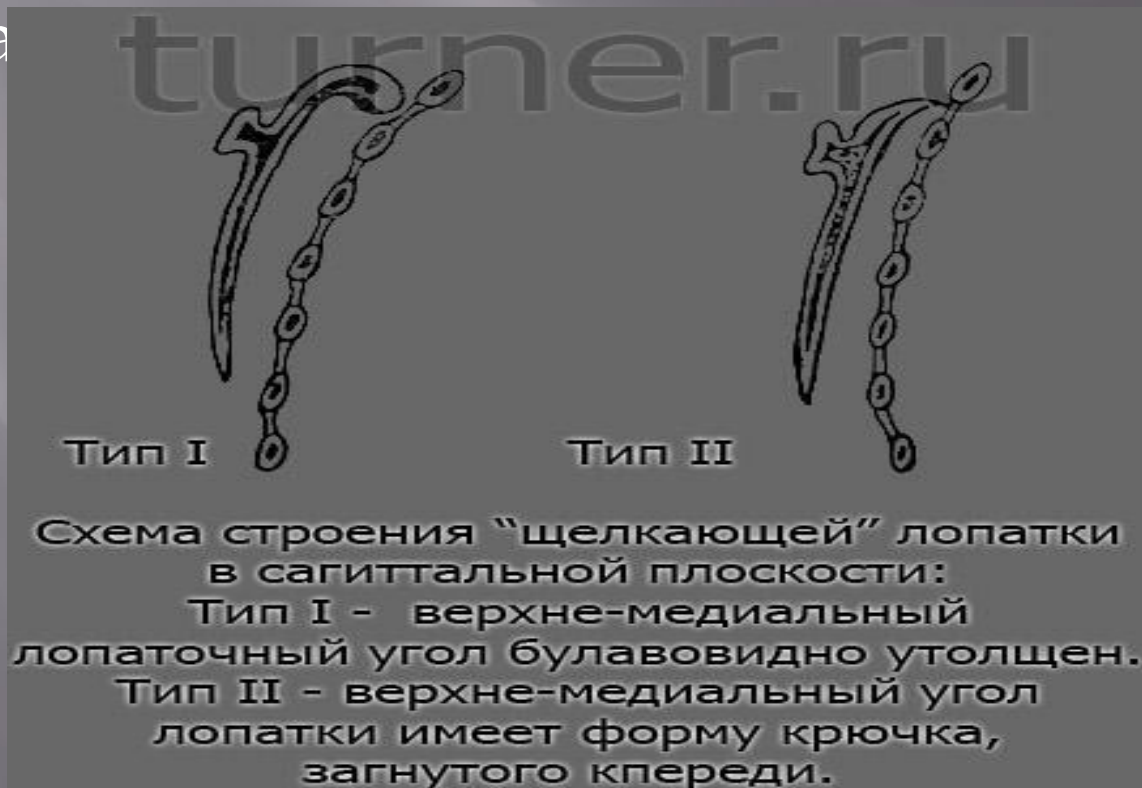 а
turner.ru
Тип I
Тип II
Схема строения “щелкающей” лопатки
в сагиттальной плоскости:
Тип I - верхне-медиальный
лопаточный угол булавовидно утолщен.
Тип II - верхне-медиальный угол
лопатки имеет форму крючка,
загнутого кпереди.